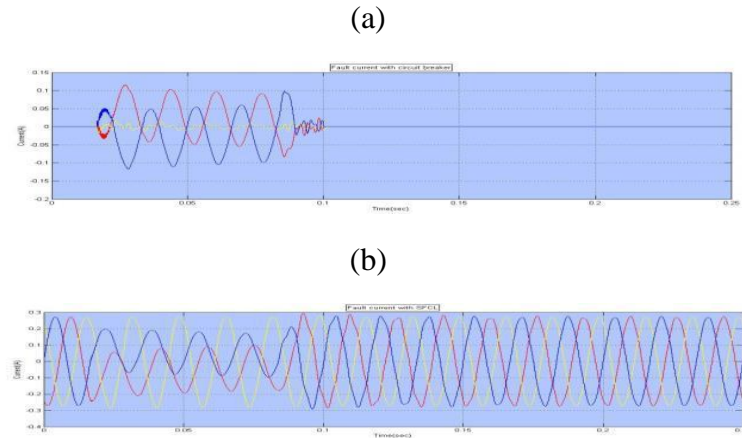 (a)
Fault current with circuit breaker
0.15
0.1
0.05
0
-0.05
-0.1
-0.15
-0.2
Current(A)
0 0.05 0.1 0.15 0.2 0.25
Time(sec)
(b)
Fault current with SFCL
0.3
0.2
0.1
0
-0.1
-0.2
-0.3
-0.4
Current(A)
0 0.05 0.1 0.15 0.2
Time(sec)